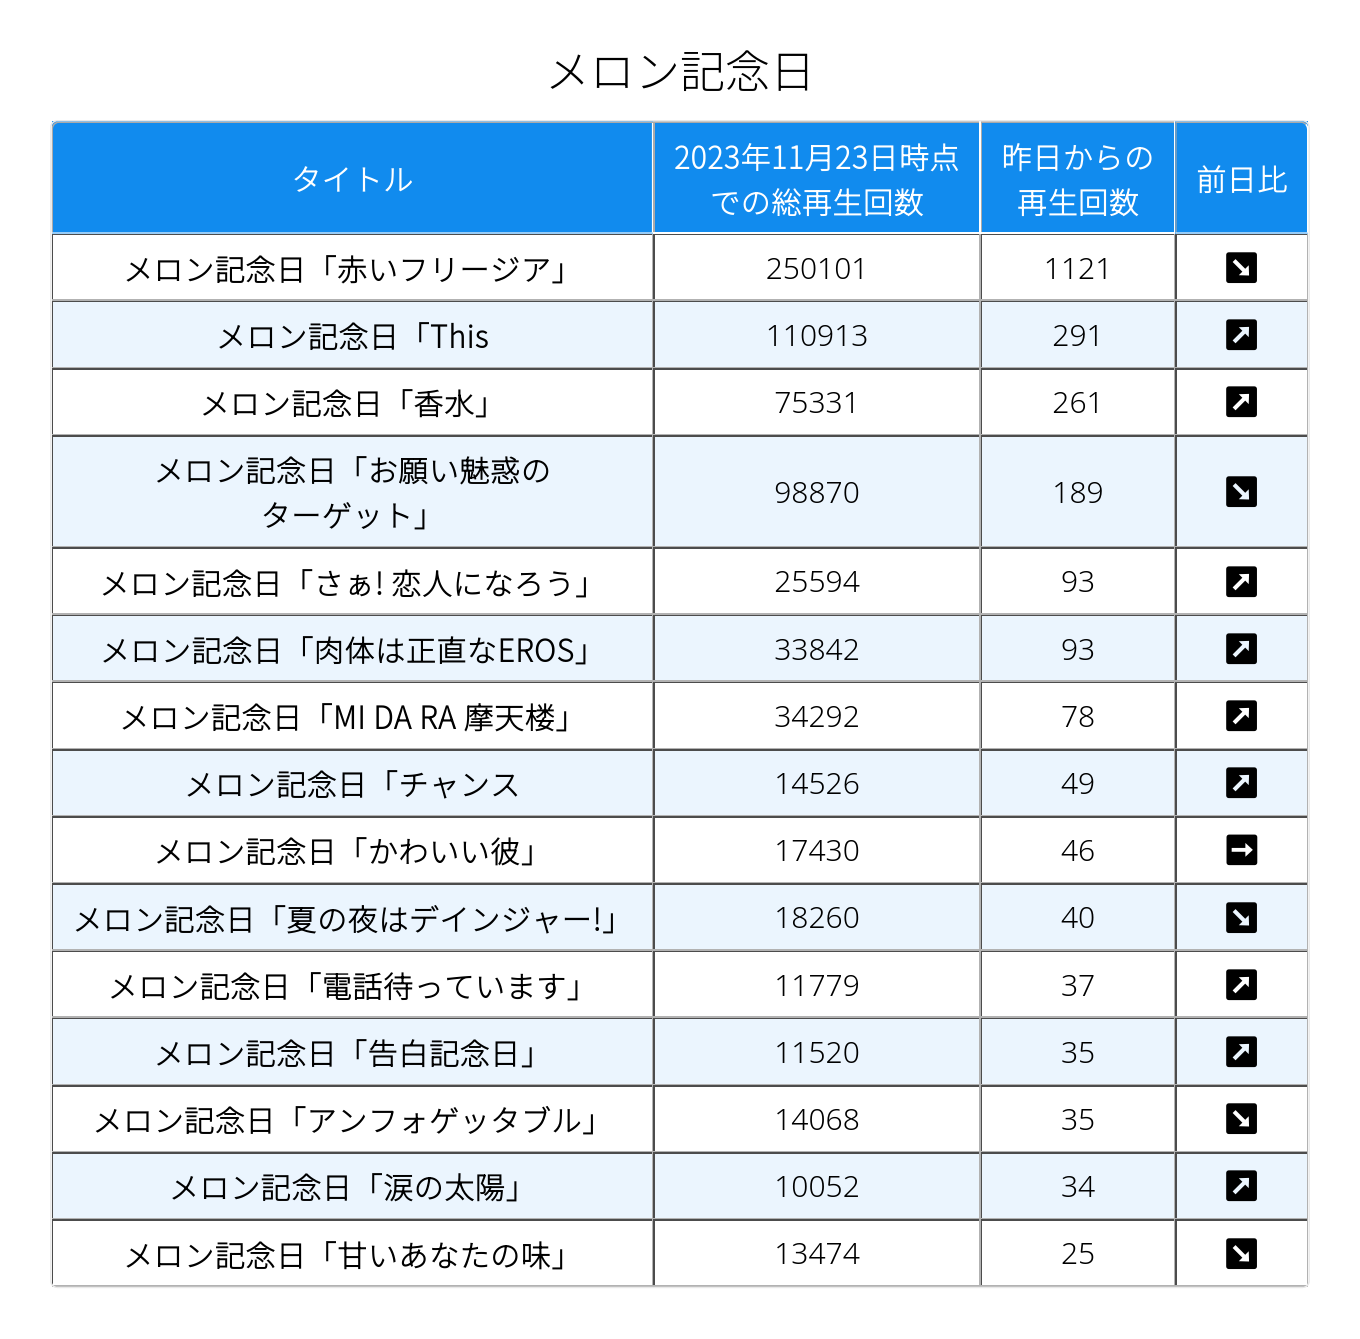 メロン記念日
タイトル
2023年11月23日時点
での総再生回数
昨日からの
再生回数
前日比
メロン記念日「赤いフリージア」 250101 1121 ↘
メロン記念日「This 110913 291 ↗
メロン記念日「香水」 75331 261 ↗
メロン記念日「お願い魅惑の
ターゲット」 98870 189 ↘
メロン記念日「さぁ! 恋人になろう」 25594 93 ↗
メロン記念日「肉体は正直なEROS」 33842 93 ↗
メロン記念日「MI DA RA 摩天楼」 34292 78 ↗
メロン記念日「チャンス 14526 49 ↗
メロン記念日「かわいい彼」 17430 46 →
メロン記念日「夏の夜はデインジャー!」 18260 40 ↘
メロン記念日「電話待っています」 11779 37 ↗
メロン記念日「告白記念日」 11520 35 ↗
メロン記念日「アンフォゲッタブル」 14068 35 ↘
メロン記念日「涙の太陽」 10052 34 ↗
メロン記念日「甘いあなたの味」 13474 25 ↘